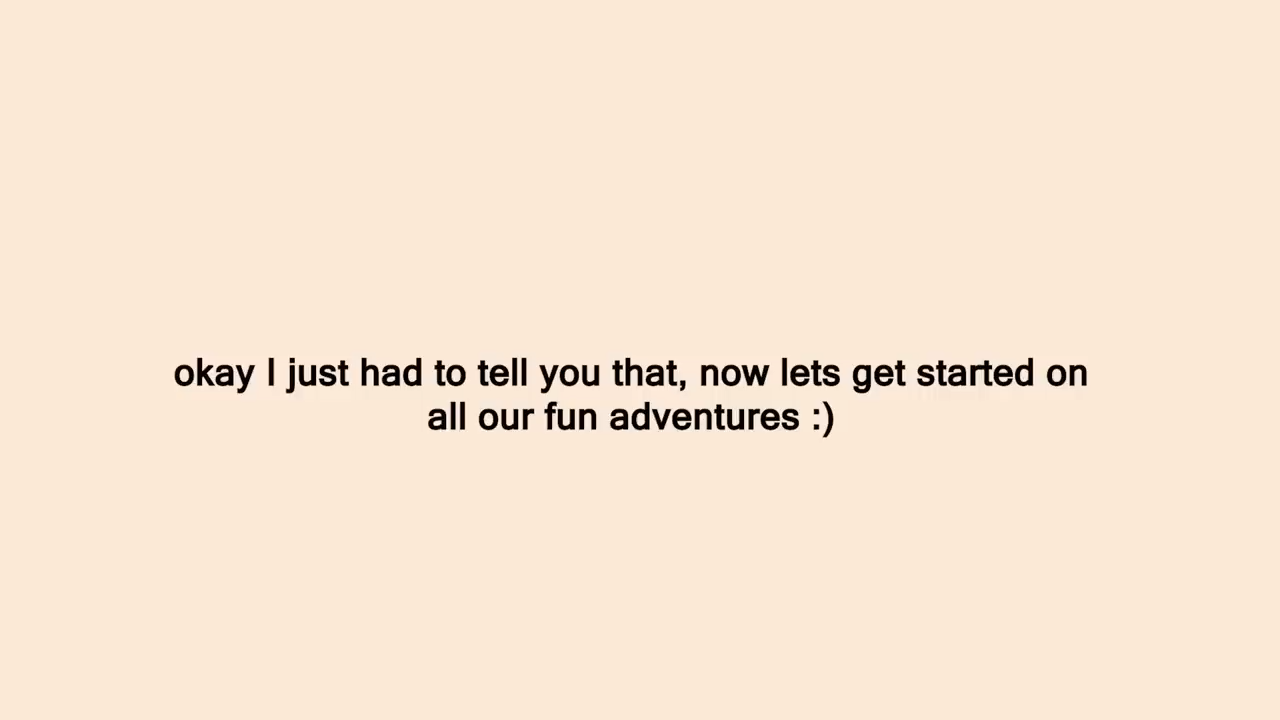 okay I just had to tell you that, now lets get started on
all our fun adventures :)